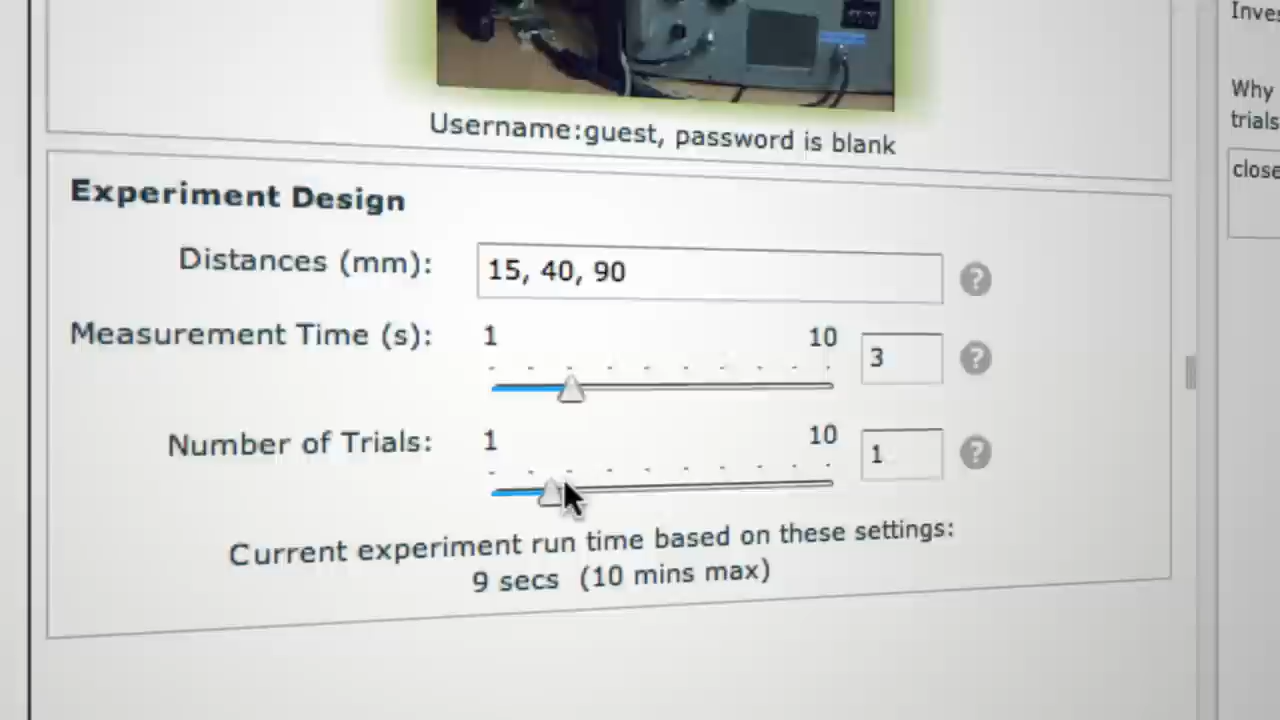 Username:guest, password is blank
Experiment Design
Distances (mm): 15, 40, 90 ?
Measurement Time (s): 1 10 3 ?
Number of Trials: 1 10 1 ?
Current experiment run time based on these settings:
9 secs (10 mins max)
Why
trials
close